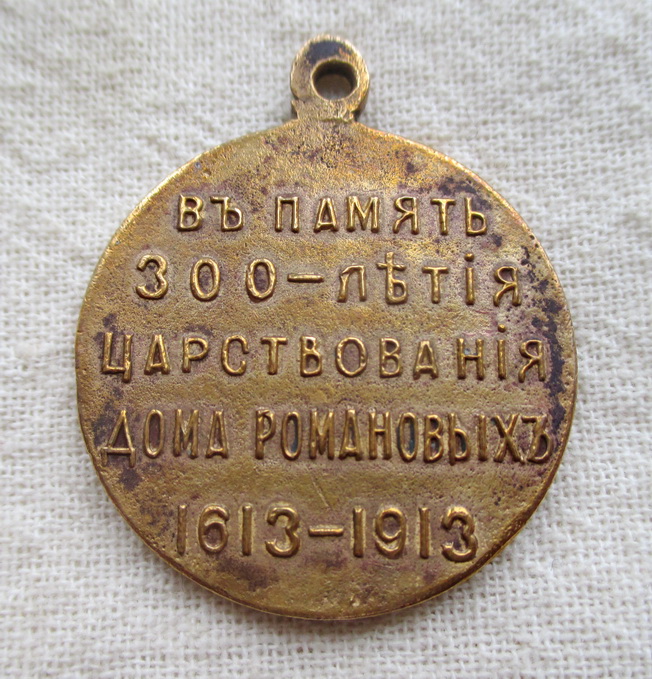 ВЪ ПАМЯТЬ
300-ЛѢТІЯ
ЦАРСТВОВАНІЯ
ДОМА РОМАНОВЫХЪ
1613-1913